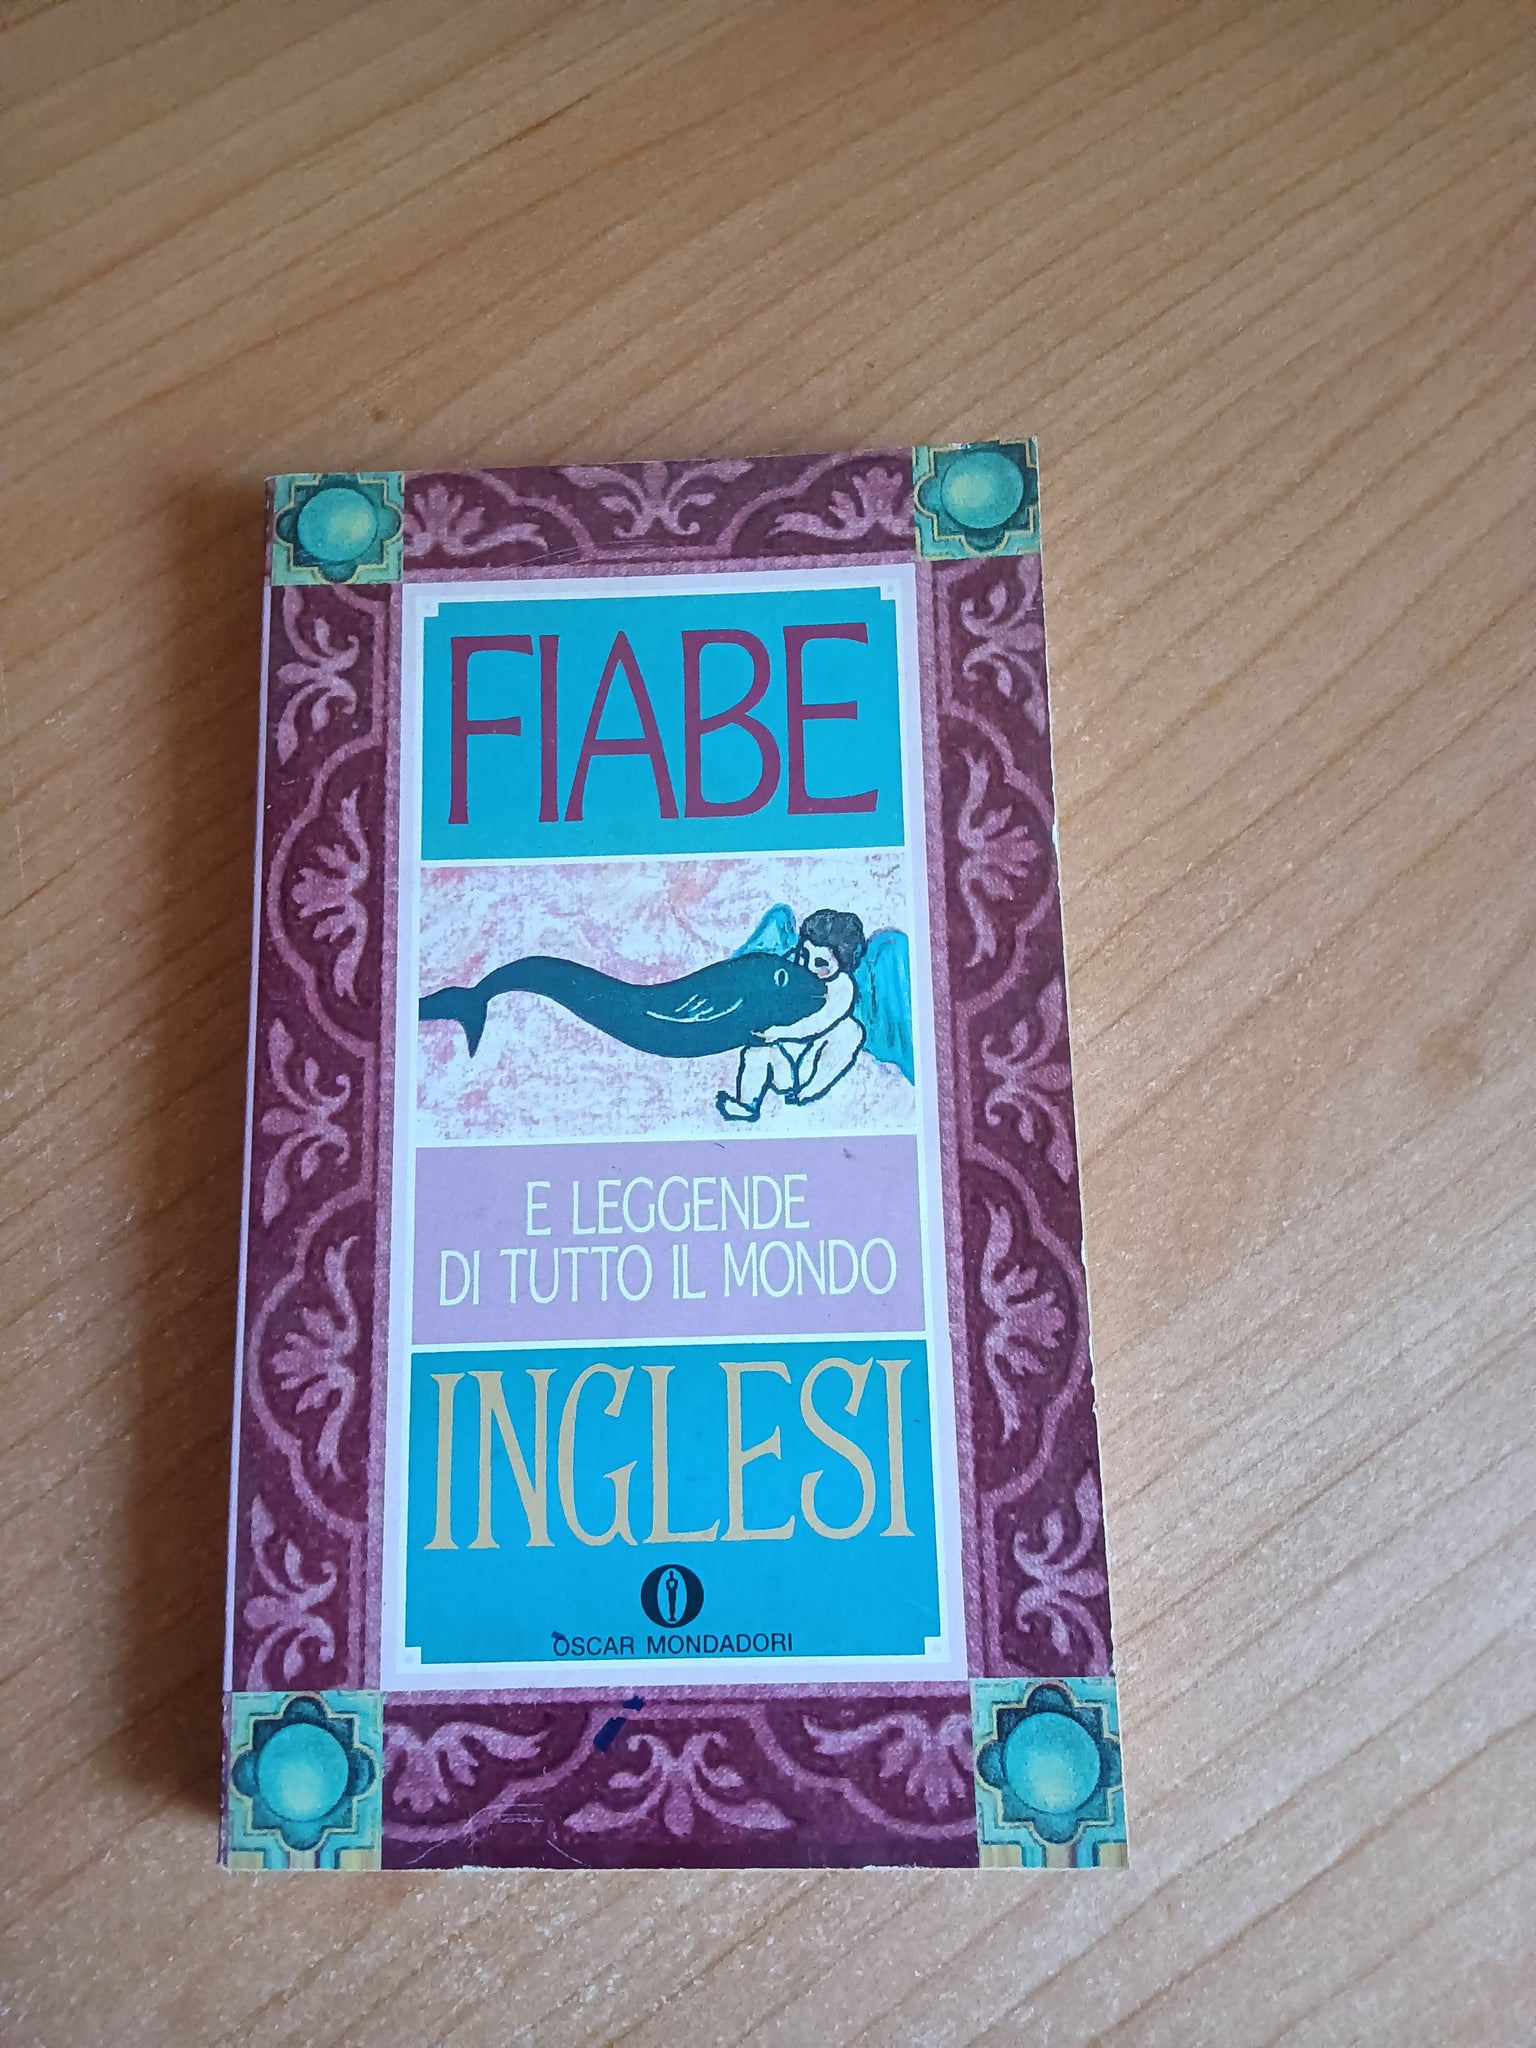 FIABE
E LEGGENDE
DI TUTTO IL MONDO
INGLESI
OSCAR MONDADORI